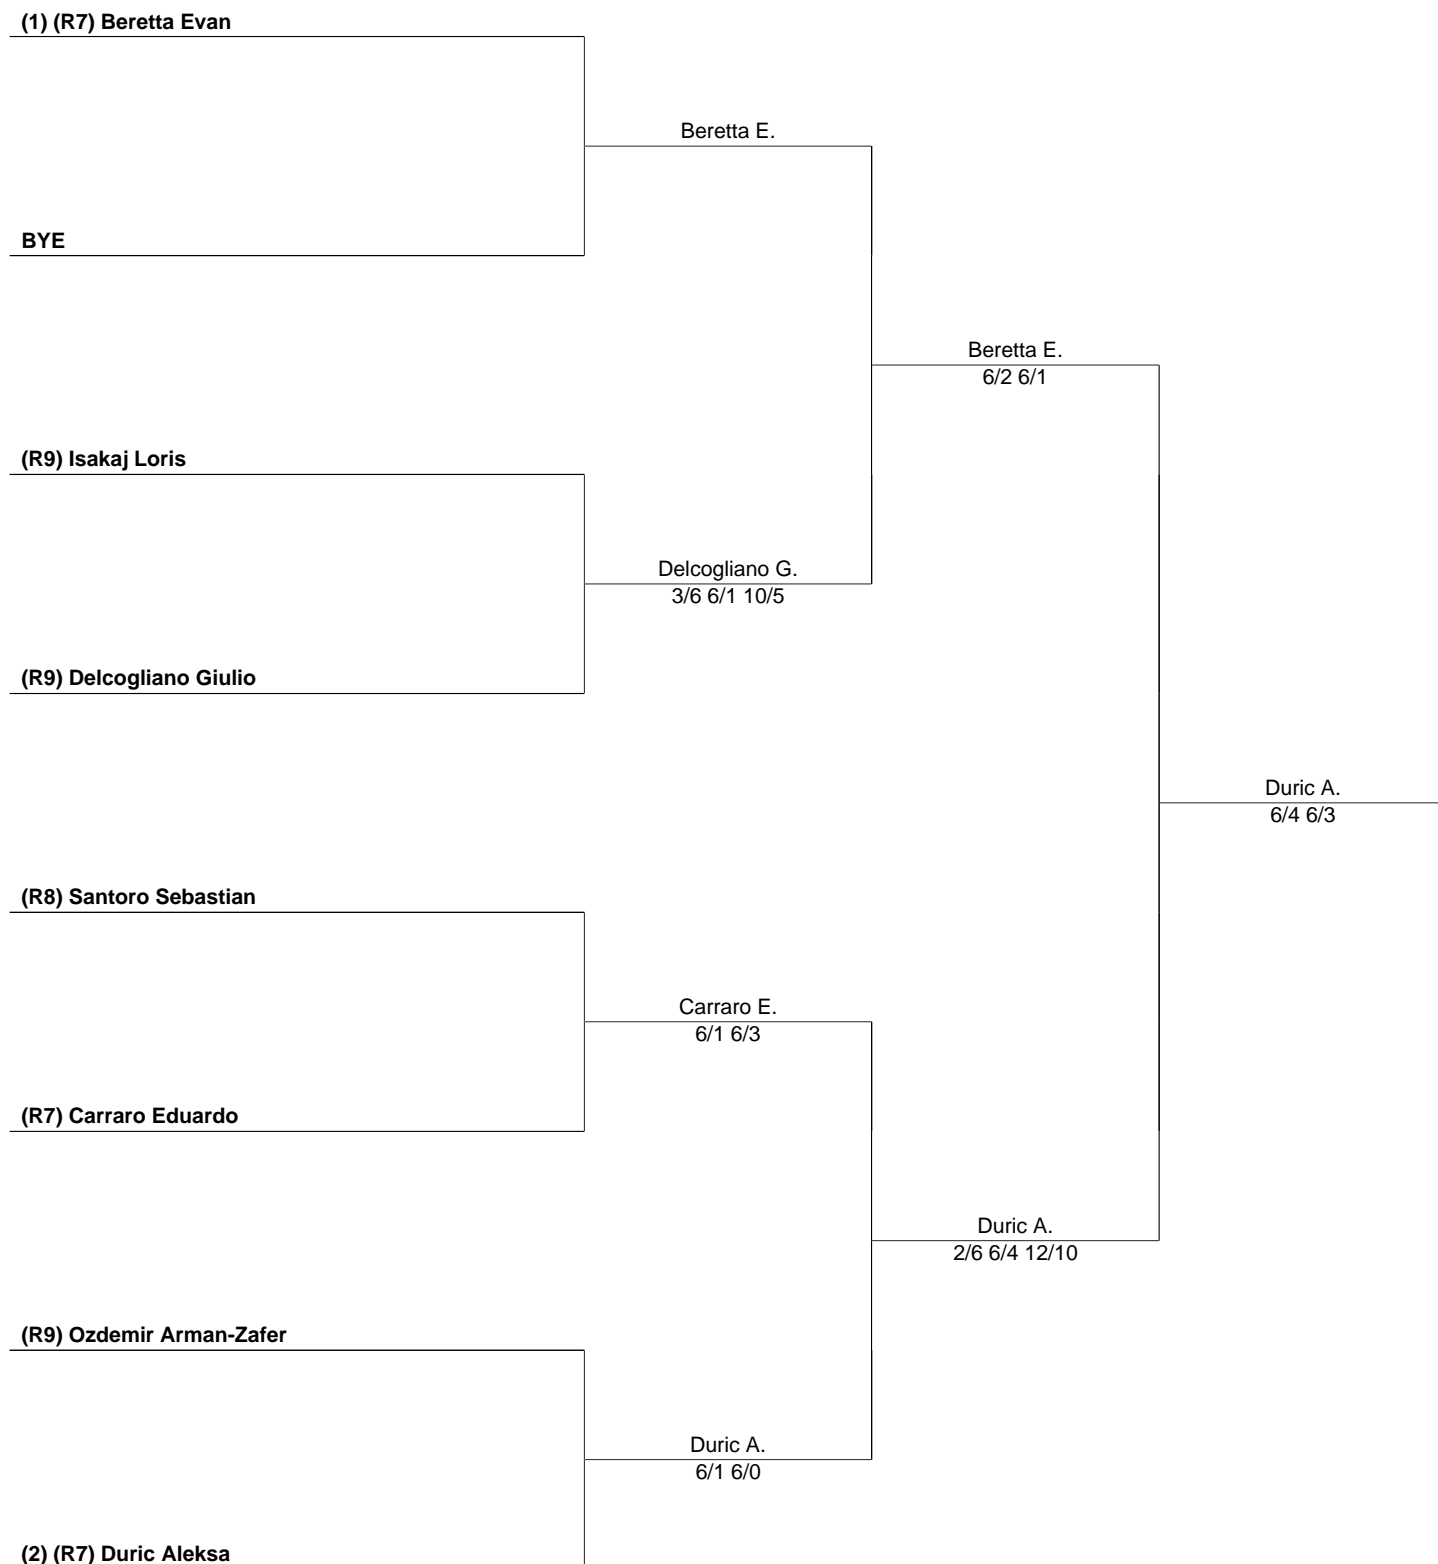 (1) (R7) Beretta Evan
Beretta E.
BYE
Beretta E.
6/2 6/1
(R9) Isakaj Loris
Delcogliano G.
3/6 6/1 10/5
(R9) Delcogliano Giulio
Duric A.
6/4 6/3
(R8) Santoro Sebastian
Carraro E.
6/1 6/3
(R7) Carraro Eduardo
Duric A.
2/6 6/4 12/10
(R9) Ozdemir Arman-Zafer
Duric A.
6/1 6/0
(2) (R7) Duric Aleksa